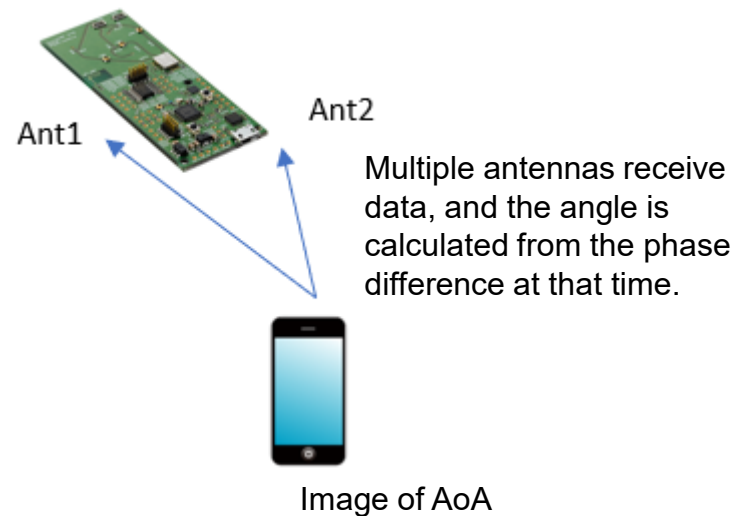 Ant1
Ant2
Multiple antennas receive
data, and the angle is
calculated from the phase
difference at that time.
Image of AoA